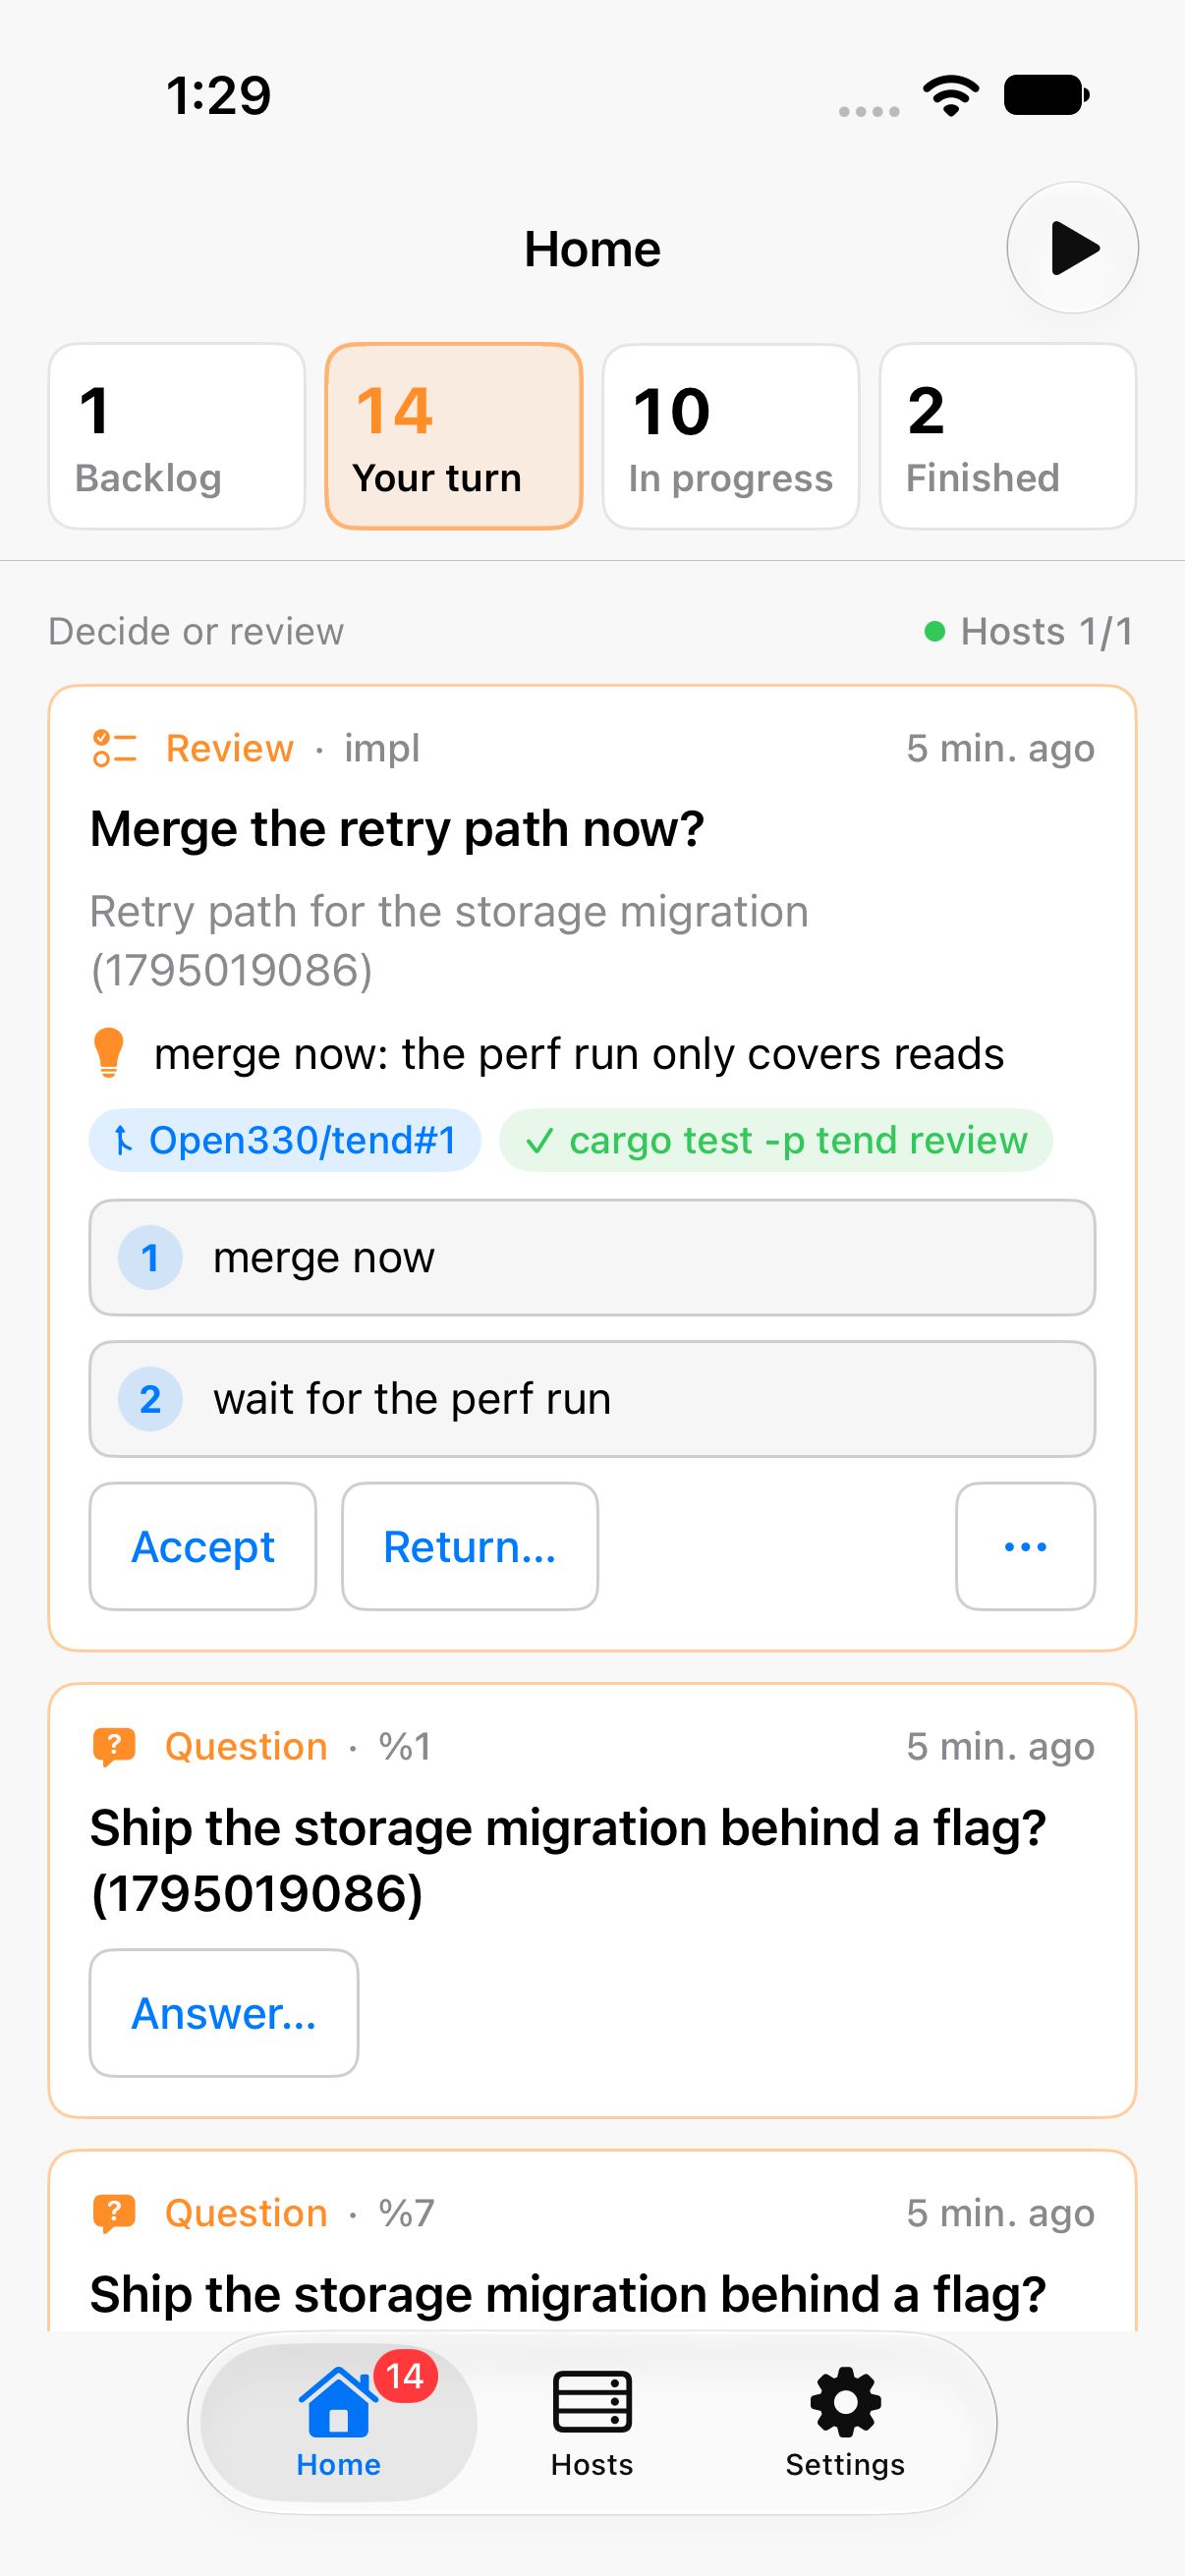 1:29
Home
1
Backlog
14
Your turn
10
In progress
2
Finished
Decide or review
Hosts 1/1
Review · impl
5 min. ago
Merge the retry path now?
Retry path for the storage migration
(1795019086)
merge now: the perf run only covers reads
Open330/tend#1
✓ cargo test -p tend review
1 merge now
2 wait for the perf run
Accept
Return...
...
Question · %1
5 min. ago
Ship the storage migration behind a flag?
(1795019086)
Answer...
Question · %7
5 min. ago
Ship the storage migration behind a flag?
14
Home
Hosts
Settings